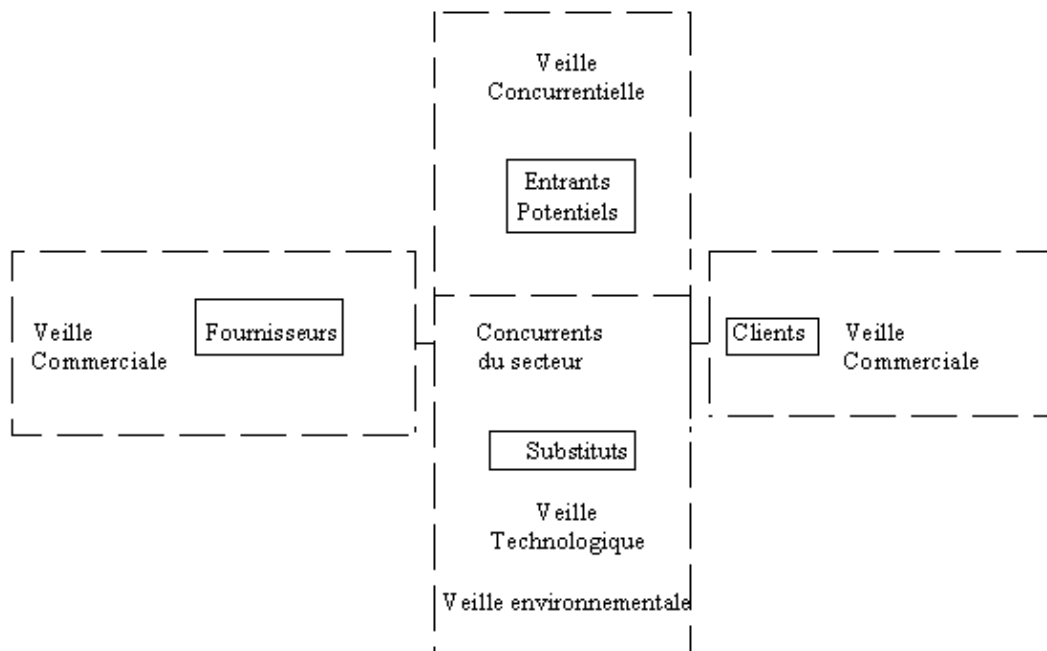 Veille
Concurrentielle
Entrants
Potentiels
Veille
Commerciale
Fournisseurs
Concurrents
du secteur
Clients
Veille
Commerciale
Substituts
Veille
Technologique
Veille environnementale